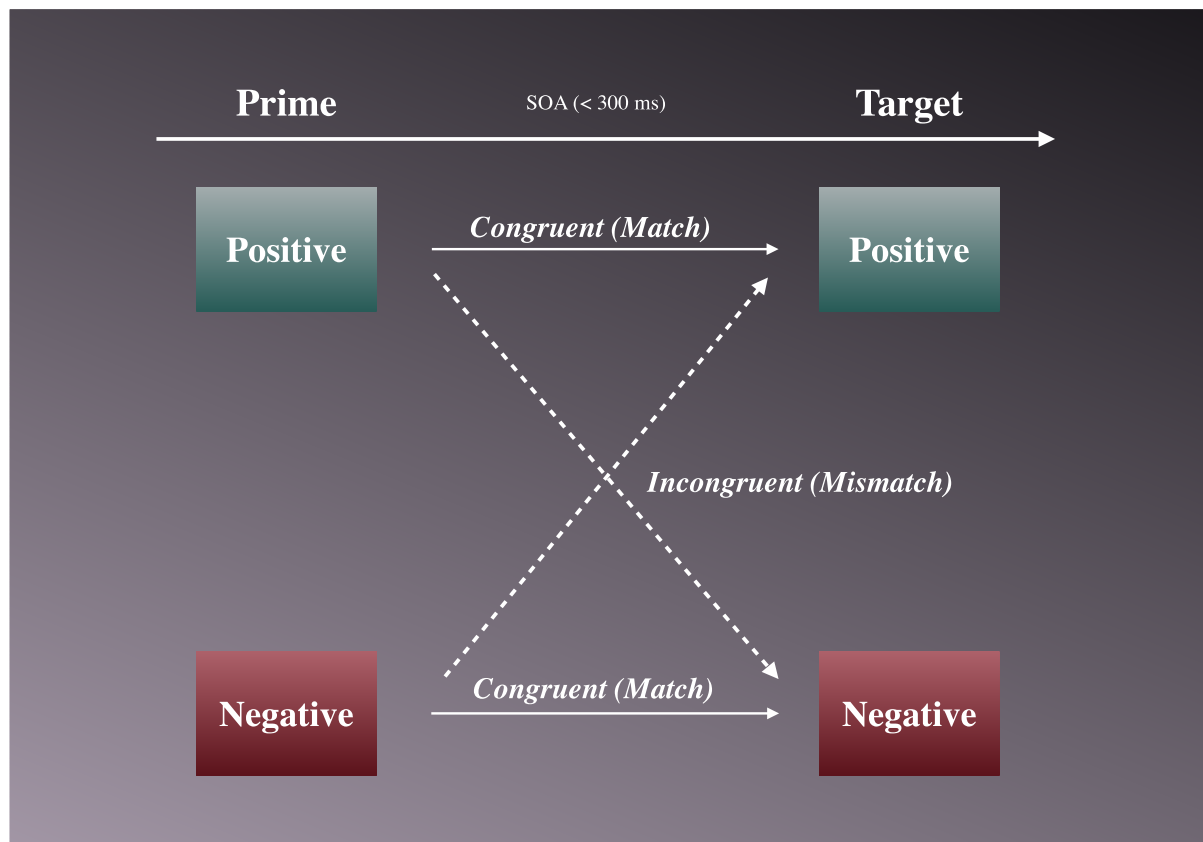 Prime
SOA (< 300 ms)
Target
Positive
Congruent (Match)
Positive
Incongruent (Mismatch)
Negative
Congruent (Match)
Negative